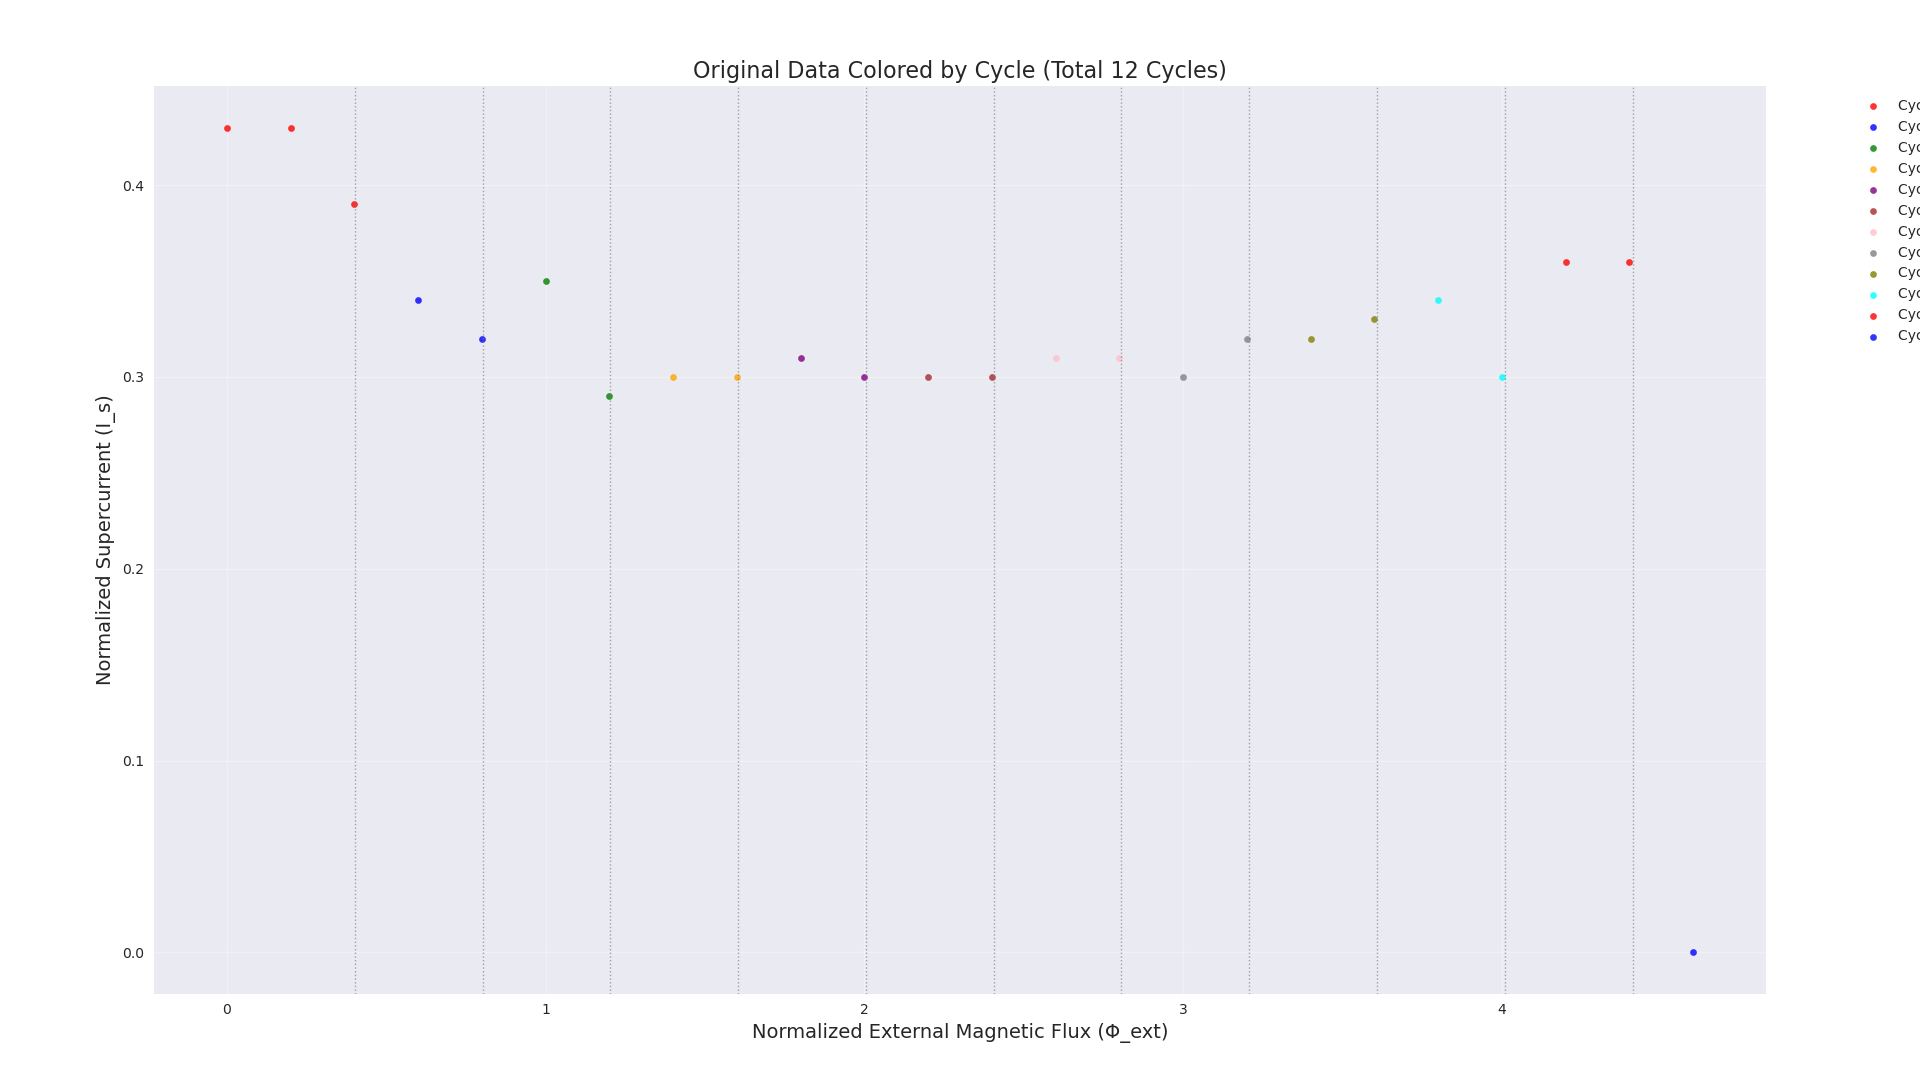 Original Data Colored by Cycle (Total 12 Cycles)
Normalized Supercurrent (I_s)
0.4
0.3
0.2
0.1
0.0
0
1
2
3
4
Normalized External Magnetic Flux (Φ_ext)
Cyc
Cyc
Cyc
Cyc
Cyc
Cyc
Cyc
Cyc
Cyc
Cyc
Cyc
Cyc